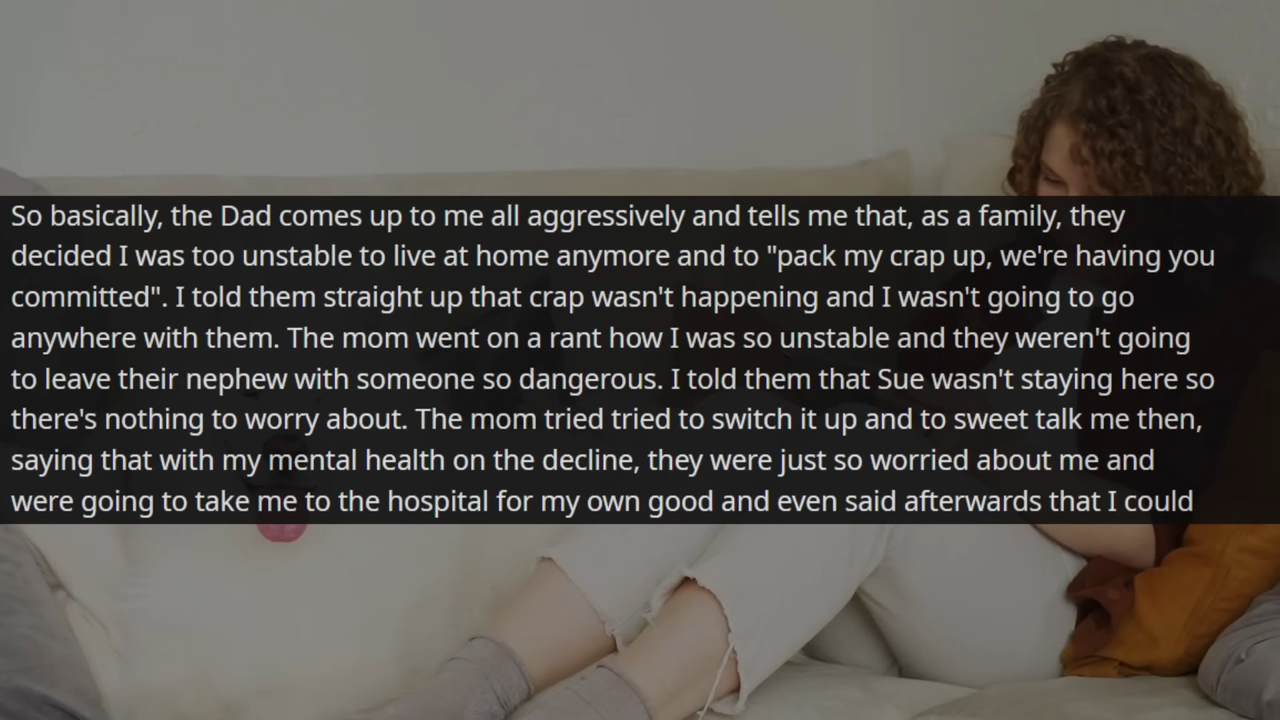 So basically, the Dad comes up to me all aggressively and tells me that, as a family, they
decided I was too unstable to live at home anymore and to "pack my crap up, we're having you
committed". I told them straight up that crap wasn't happening and I wasn't going to go
anywhere with them. The mom went on a rant how I was so unstable and they weren't going
to leave their nephew with someone so dangerous. I told them that Sue wasn't staying here so
there's nothing to worry about. The mom tried tried to switch it up and to sweet talk me then,
saying that with my mental health on the decline, they were just so worried about me and
were going to take me to the hospital for my own good and even said afterwards that I could